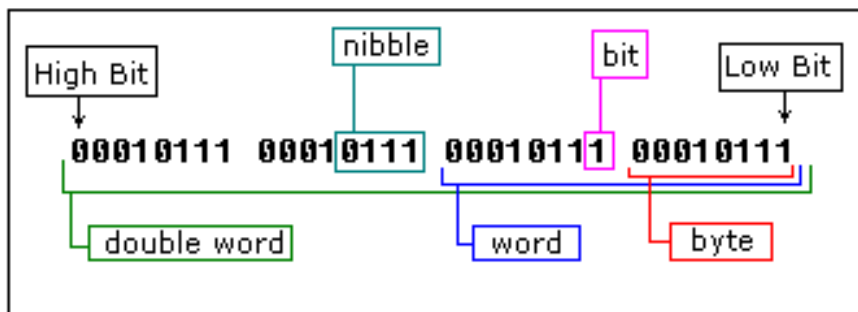 nibble
bit
High Bit
Low Bit
00010111 00010111 00010111 00010111
double word
word
byte